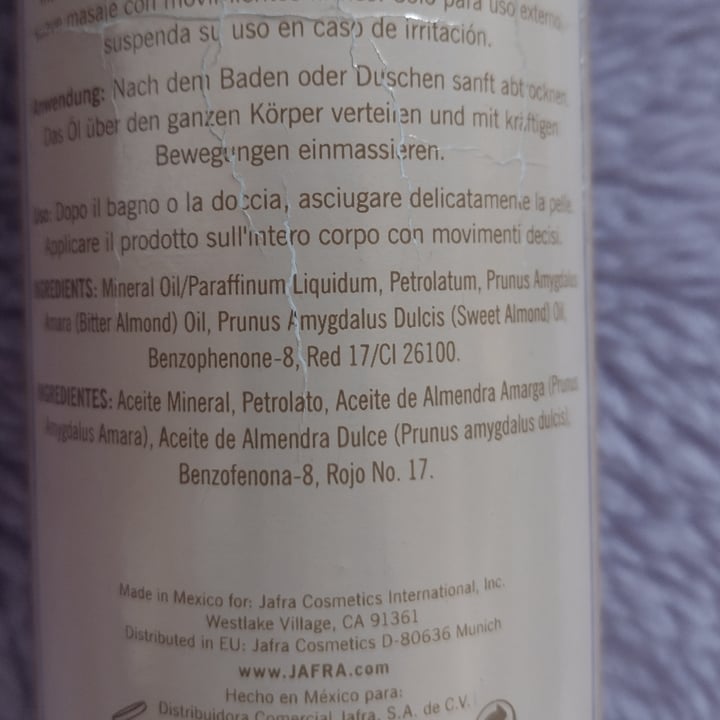 suave masaje con para uso externo,
suspenda su uso en caso de irritación.
Anwendung: Nach dem Baden oder Duschen sanft abtrocknen.
Das Öl über den ganzen Körper verteilen und mit kräftigen
Bewegungen einmassieren.
Uso: Dopo il bagno o la doccia, asciugare delicatamente la pelle.
Applicare il prodotto sull'intero corpo con movimenti decisi.
INGREDIENTS: Mineral Oil/Paraffinum Liquidum, Petrolatum, Prunus Amygdalus
Amara (Bitter Almond) Oil, Prunus Amygdalus Dulcis (Sweet Almond) Oil,
Benzophenone-8, Red 17/CI 26100.
INGREDIENTES: Aceite Mineral, Petrolato, Aceite de Almendra Amarga (Prunus
Amygdalus Amara), Aceite de Almendra Dulce (Prunus amygdalus dulcis),
Benzofenona-8, Rojo No. 17.
Made in Mexico for: Jafra Cosmetics International, Inc.
Westlake Village, CA 91361
Distributed in EU: Jafra Cosmetics D-80636 Munich
www.JAFRA.com
Hecho en México para:
Distribuidora Comercial Jafra, S.A. de C.V.